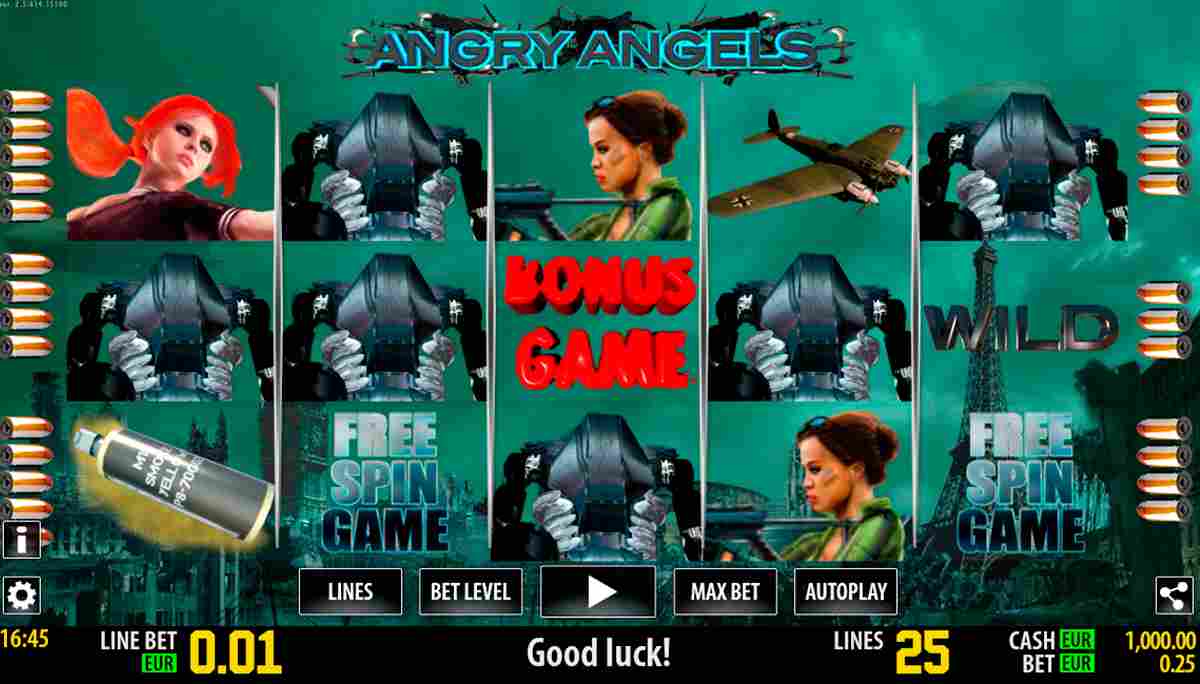 ANGRY ANGELS
BONUS
GAME
WILD
FREE
SPIN
GAME
FREE
SPIN
GAME
LINES
BET LEVEL
MAX BET
AUTOPLAY
16:45
LINE BET
EUR
0.01
Good luck!
LINES
25
CASH EUR 1,000.00
BET EUR 0.25